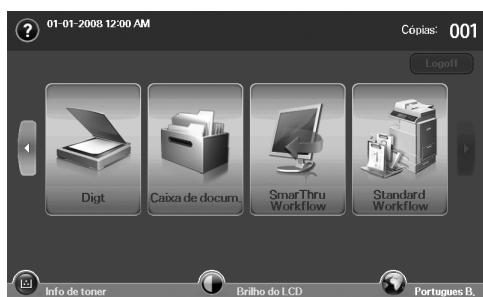 01-01-2008 12:00 AM
Cópias: 001
Logoff
Digt
Caixa de docum.
SmarThru
Workflow
Standard
Workflow
Info de toner
Brilho do LCD
Portugues B.